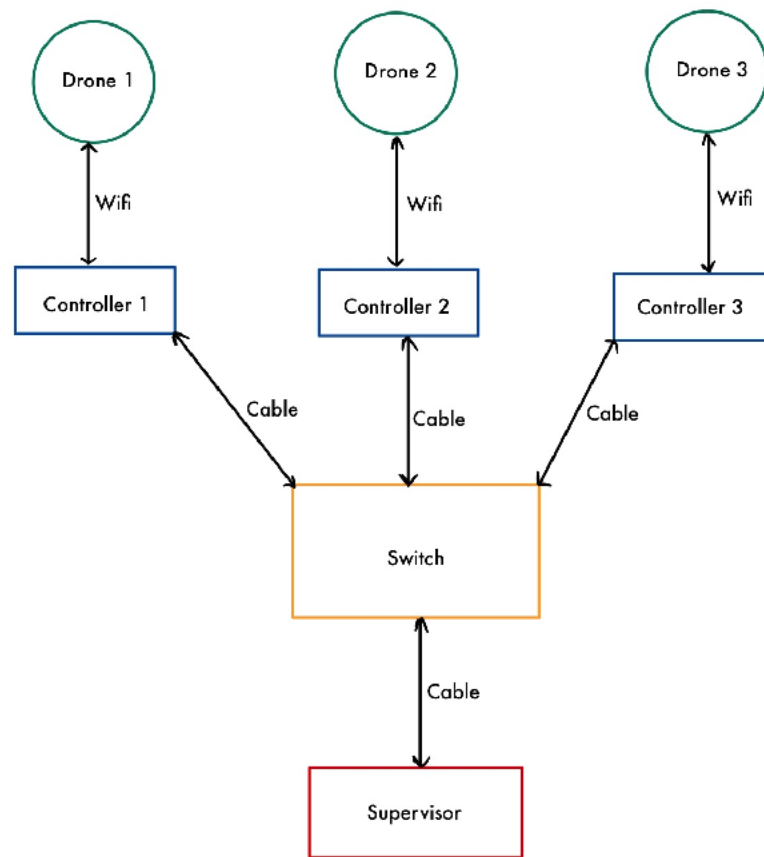 Drone 1
Drone 2
Drone 3
Wifi
Wifi
Wifi
Controller 1
Controller 2
Controller 3
Cable
Cable
Cable
Switch
Cable
Supervisor